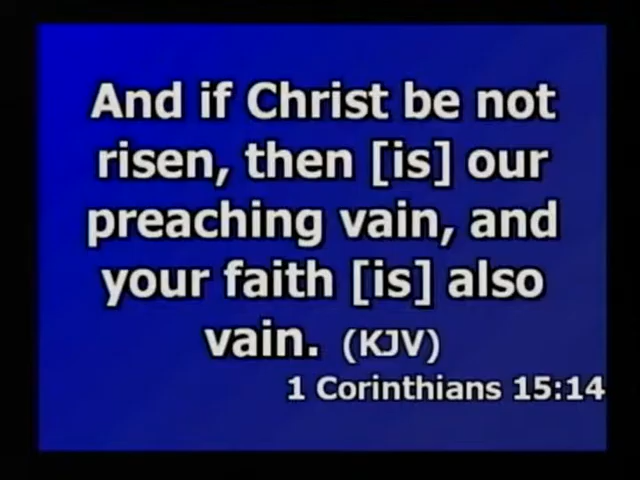 And if Christ be not
risen, then [is] our
preaching vain, and
your faith [is] also
vain. (KJV)
1 Corinthians 15:14